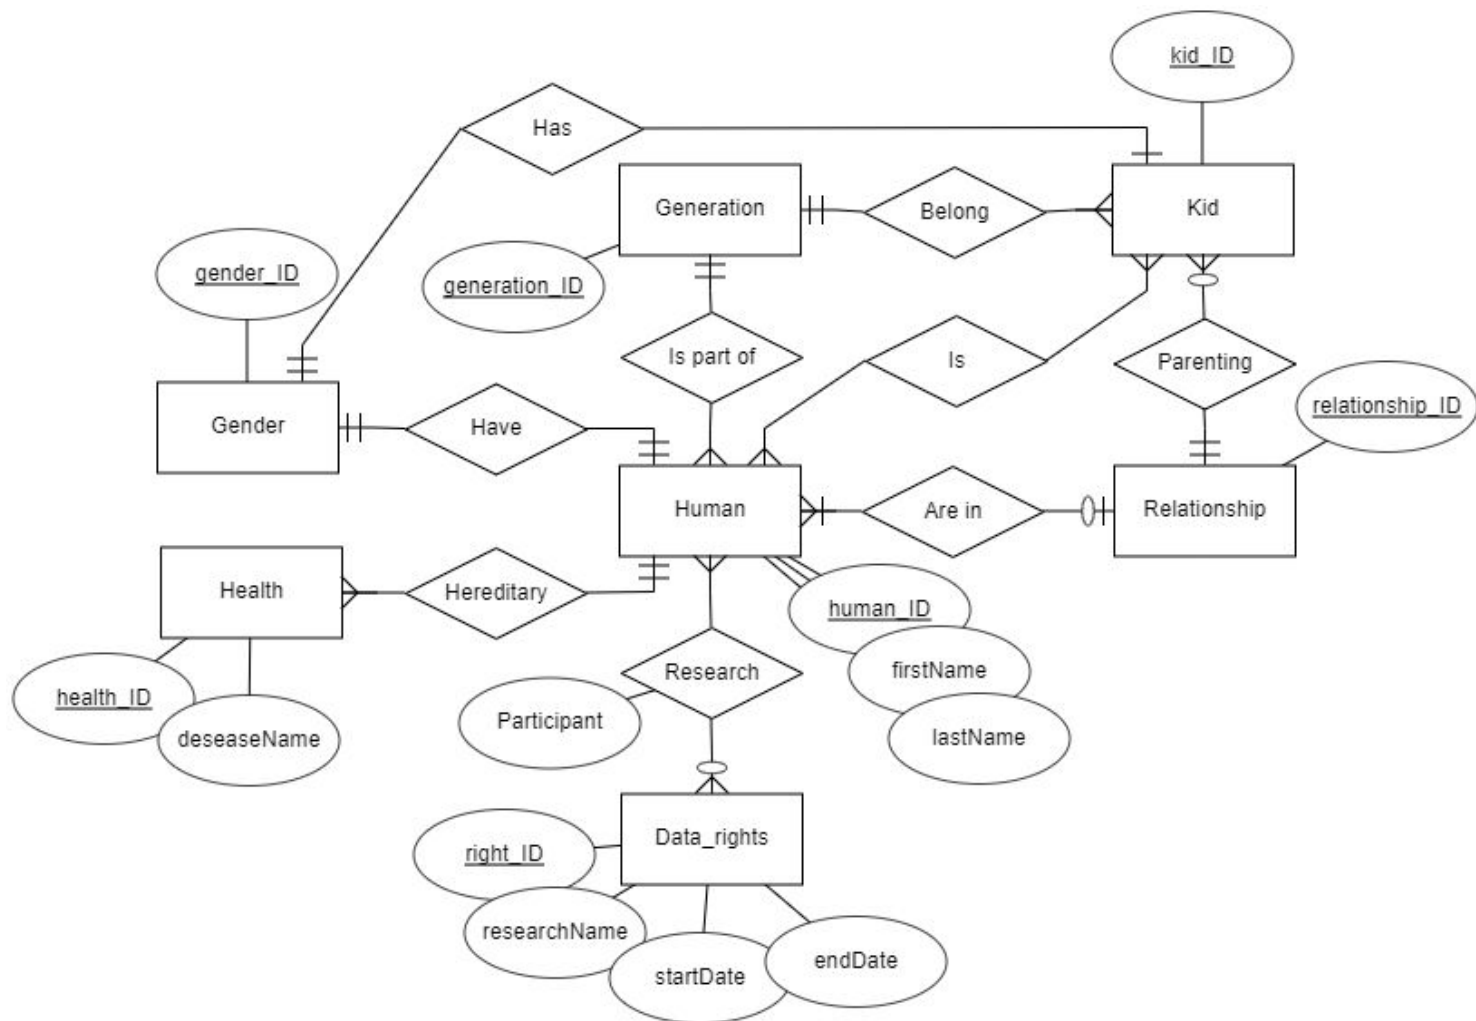 kid_ID
Has
Generation
Belong
Kid
gender_ID
generation_ID
Is part of
Is
Parenting
relationship_ID
Gender
Have
Human
Are in
Relationship
Health
Hereditary
human_ID
firstName
lastName
health_ID
deseaseName
Research
Participant
Data_rights
right_ID
researchName
startDate
endDate